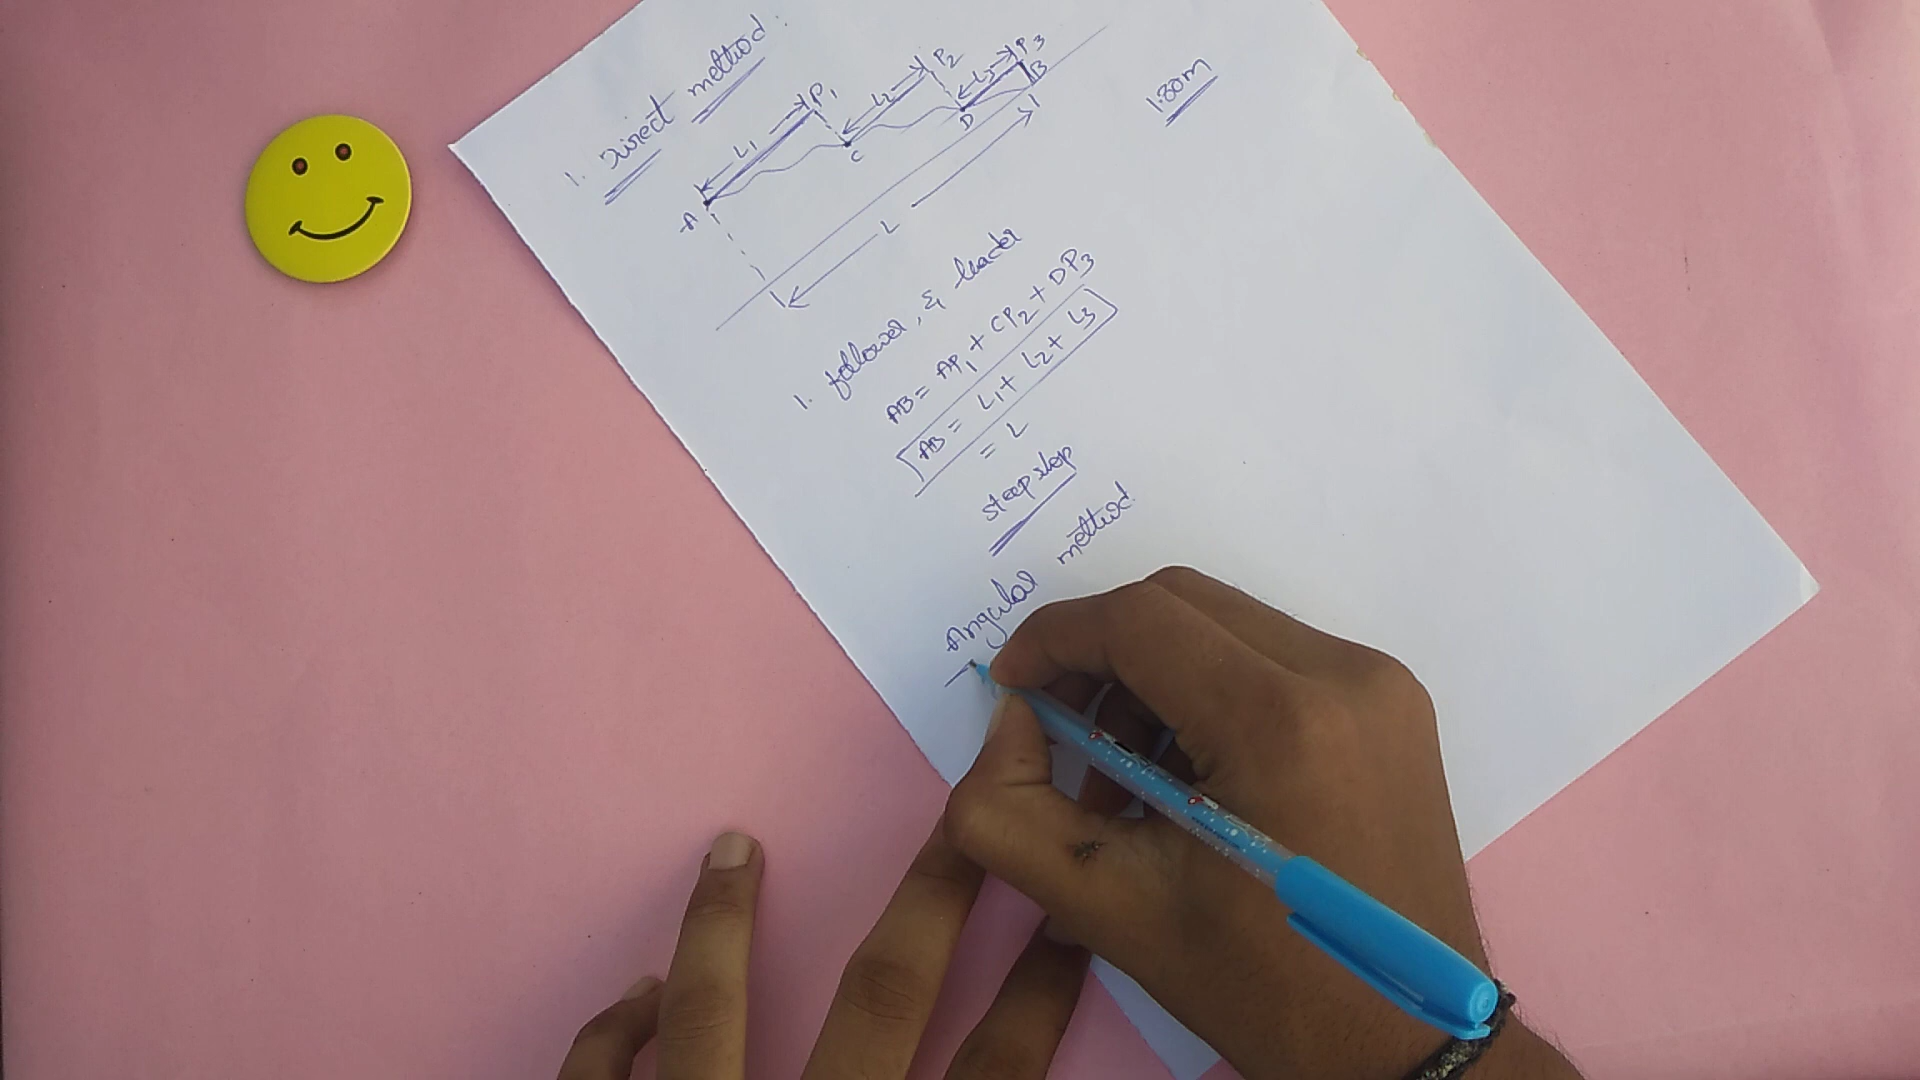 1. Direct method:
A L1 P1 C L2 P2 D L3 P3 B
L
1.80m
1. follower, & leader
AB = AP1 + CP2 + DP3
AB = L1 + L2 + L3
= L
steep slop
Angular method